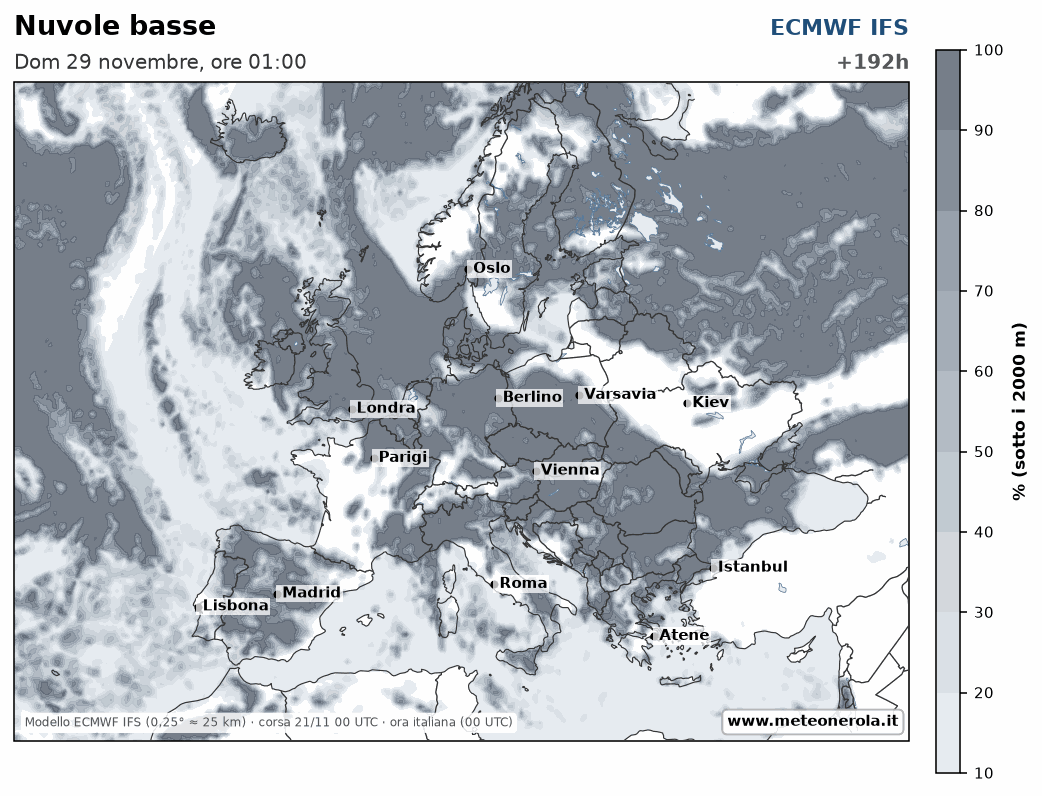 Nuvole basse
ECMWF IFS
Dom 29 novembre, ore 01:00
+192h
100
90
80
70
60
50
40
30
20
10
% (sotto i 2000 m)
Oslo
Londra
Berlino
Varsavia
Kiev
Parigi
Vienna
Istanbul
Roma
Madrid
Lisbona
Atene
Modello ECMWF IFS (0,25° ≈ 25 km) · corsa 21/11 00 UTC · ora italiana (00 UTC)
www.meteonerola.it